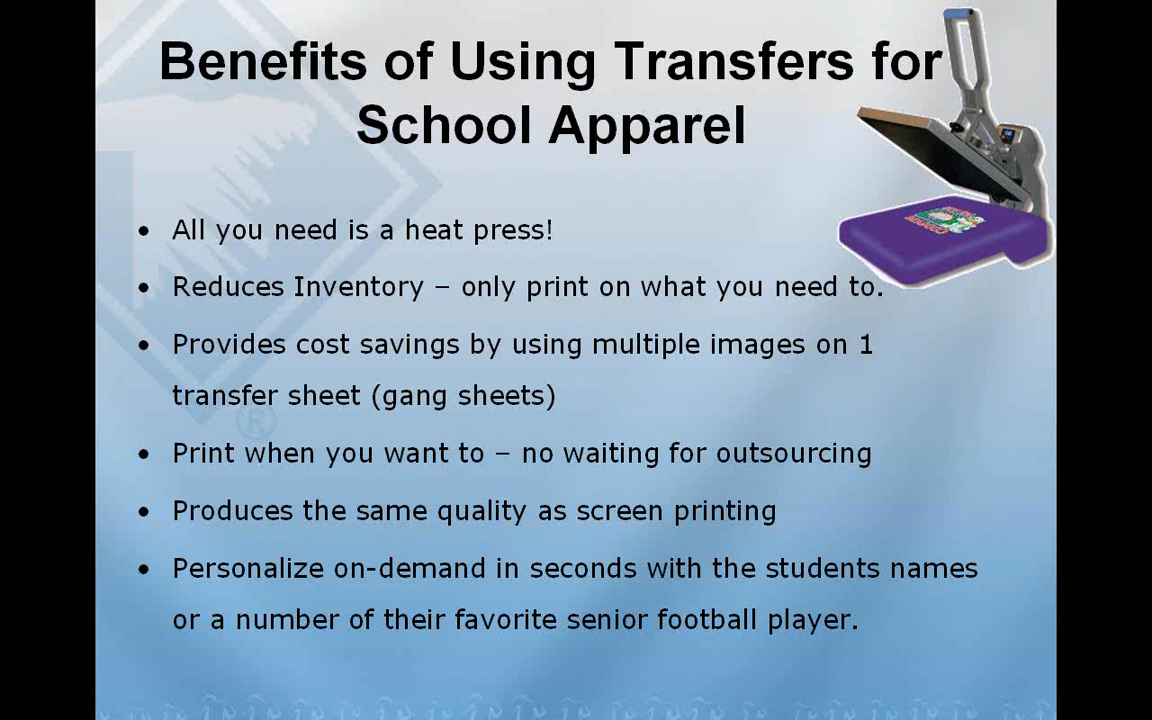 Benefits of Using Transfers for
School Apparel
• All you need is a heat press!
• Reduces Inventory – only print on what you need to.
• Provides cost savings by using multiple images on 1
transfer sheet (gang sheets)
• Print when you want to – no waiting for outsourcing
• Produces the same quality as screen printing
• Personalize on-demand in seconds with the students names
or a number of their favorite senior football player.
®